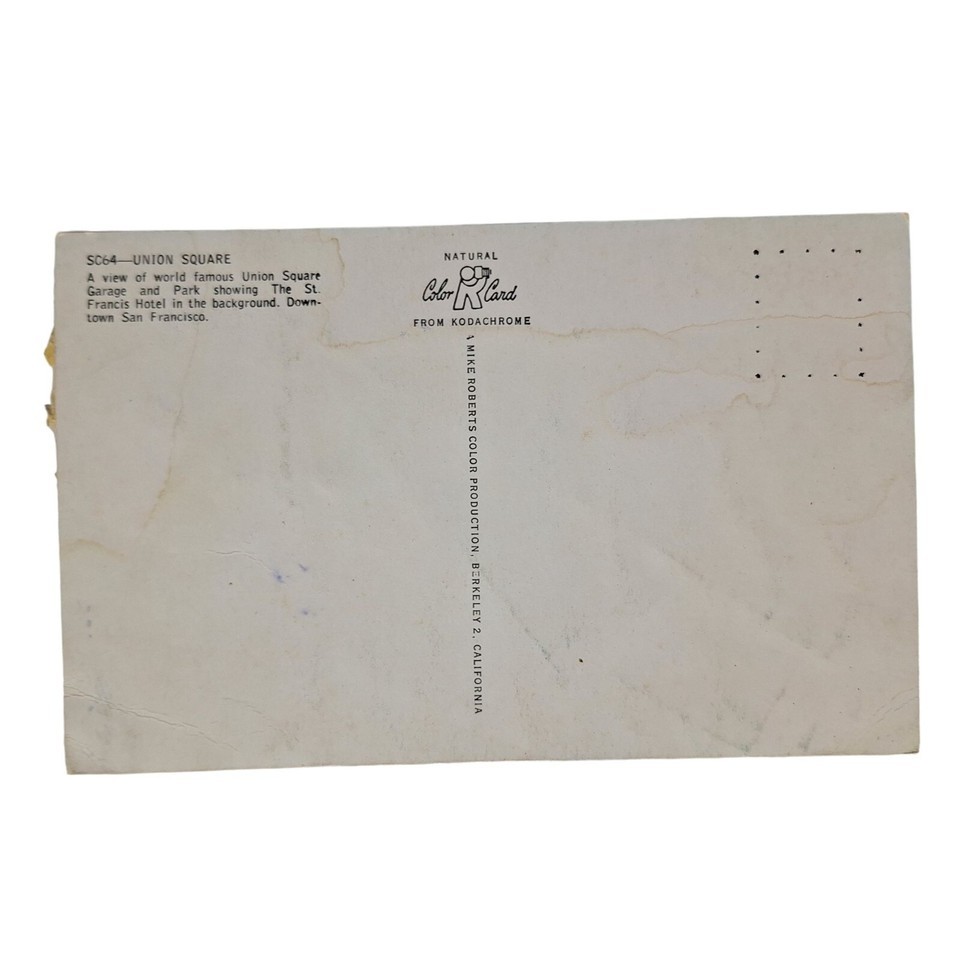 SC64—UNION SQUARE
A view of world famous Union Square
Garage and Park showing The St.
Francis Hotel in the background. Down-
town San Francisco.
NATURAL
Color Card
FROM KODACHROME
A MIKE ROBERTS COLOR PRODUCTION, BERKELEY 2, CALIFORNIA